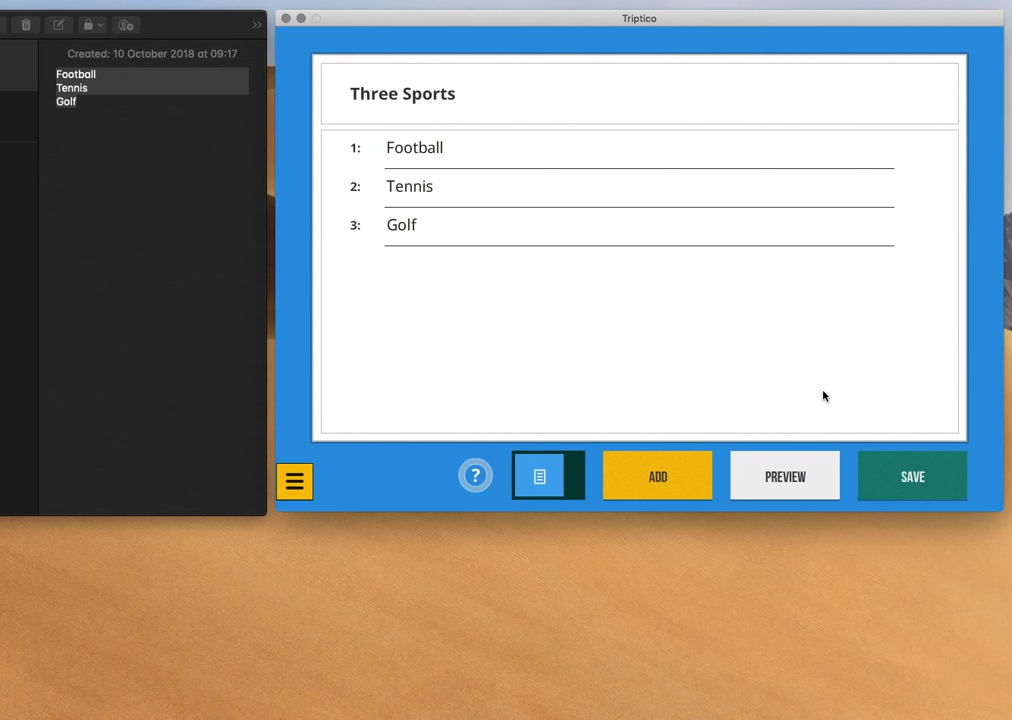 Created: 10 October 2018 at 09:17
Football
Tennis
Golf
Triptico
Three Sports
1: Football
2: Tennis
3: Golf
?
ADD
PREVIEW
SAVE